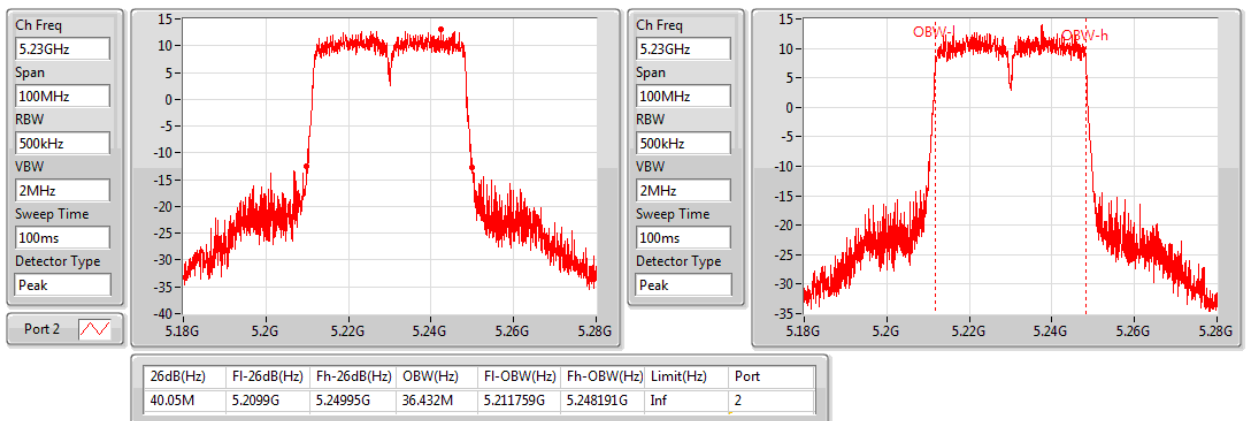 Ch Freq
5.23GHz
Span
100MHz
RBW
500kHz
VBW
2MHz
Sweep Time
100ms
Detector Type
Peak
Port 2
15
10
5
0
-5
-10
-15
-20
-25
-30
-35
-40
5.18G 5.2G 5.22G 5.24G 5.26G 5.28G
Ch Freq
5.23GHz
Span
100MHz
RBW
500kHz
VBW
2MHz
Sweep Time
100ms
Detector Type
Peak
15
10
5
0
-5
-10
-15
-20
-25
-30
-35
OBW-l OBW-h
5.18G 5.2G 5.22G 5.24G 5.26G 5.28G
26dB(Hz) Fl-26dB(Hz) Fh-26dB(Hz) OBW(Hz) Fl-OBW(Hz) Fh-OBW(Hz) Limit(Hz) Port
40.05M 5.2099G 5.24995G 36.432M 5.211759G 5.248191G Inf 2